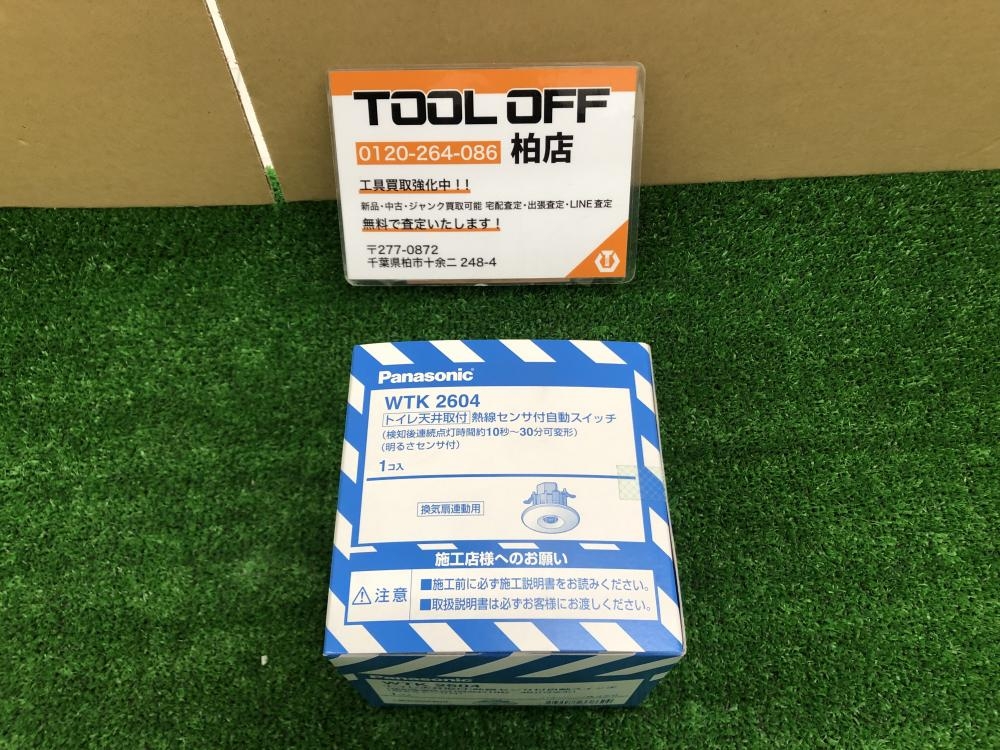 TOOL OFF
0120-264-086 柏店
工具買取強化中!!
新品・中古・ジャンク買取可能 宅配査定・出張査定・LINE査定
無料で査定いたします!
〒277-0872
千葉県柏市十余二 248-4
Panasonic
WTK 2604
トイレ天井取付 熱線センサ付自動スイッチ
(検知後連続点灯時間約10秒〜30分可変形)
(明るさセンサ付)
1コ入
換気扇連動用
施工店様へのお願い
注意
■施工前に必ず施工説明書をお読みください。
■取扱説明書は必ずお客様にお渡しください。
Panasonic
WTK 2604